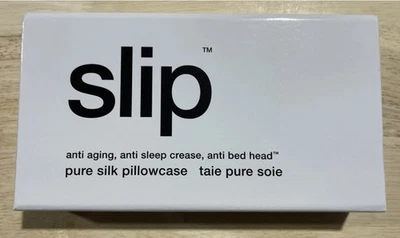 slip™
anti aging, anti sleep crease, anti bed head™
pure silk pillowcase taie pure soie